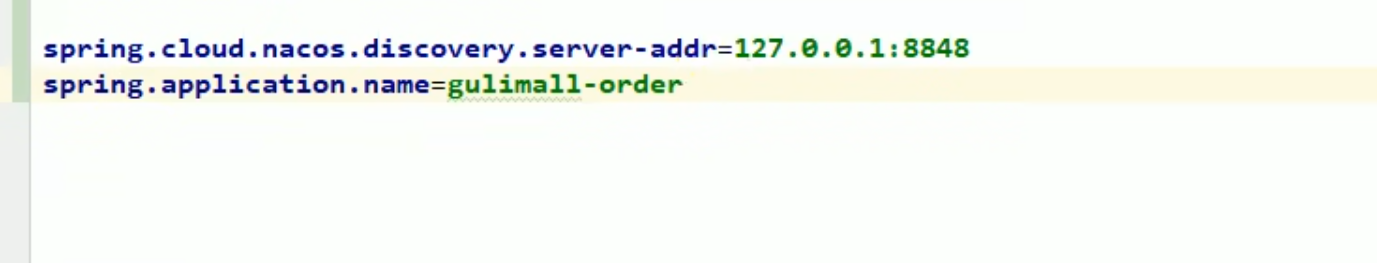 spring.cloud.nacos.discovery.server-addr=127.0.0.1:8848
spring.application.name=gulimall-order